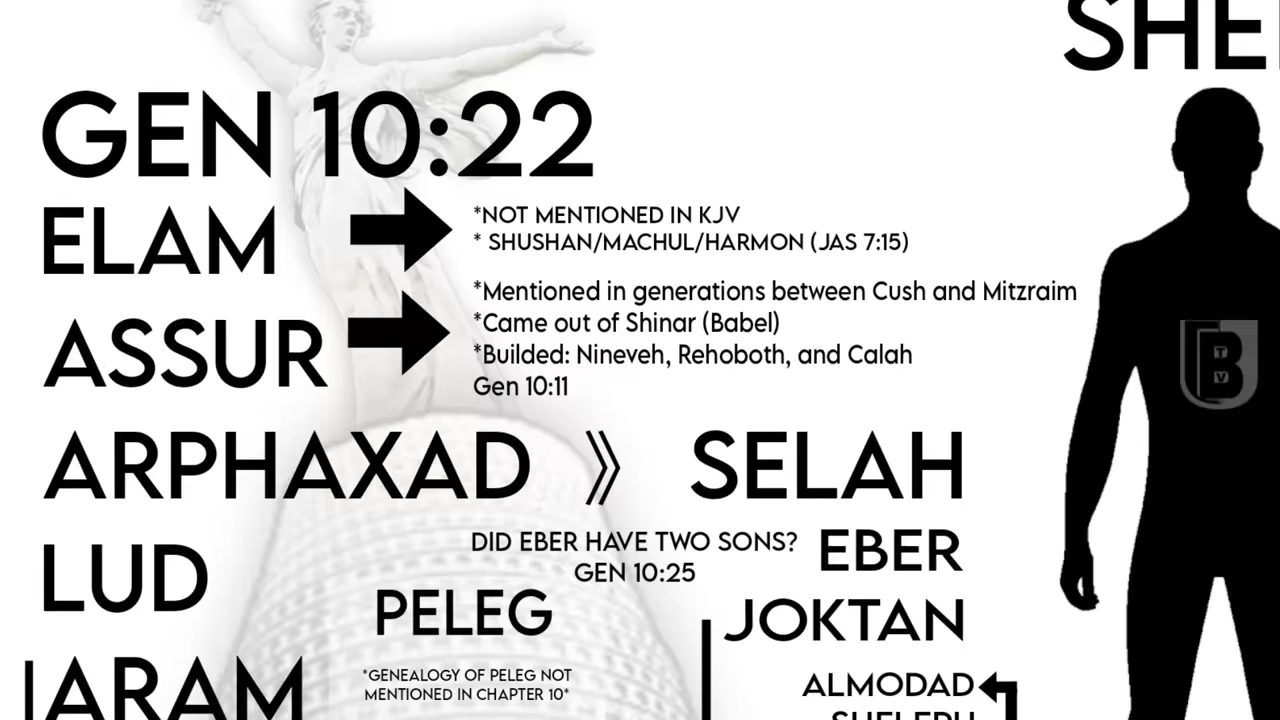 SHE
GEN 10:22
ELAM
*NOT MENTIONED IN KJV
* SHUSHAN/MACHUL/HARMON (JAS 7:15)
ASSUR
*Mentioned in generations between Cush and Mitzraim
*Came out of Shinar (Babel)
*Builded: Nineveh, Rehoboth, and Calah
Gen 10:11
ARPHAXAD
SELAH
LUD
DID EBER HAVE TWO SONS?
GEN 10:25
EBER
PELEG
JOKTAN
*GENEALOGY OF PELEG NOT
MENTIONED IN CHAPTER 10*
ARAM
ALMODAD
B
TV